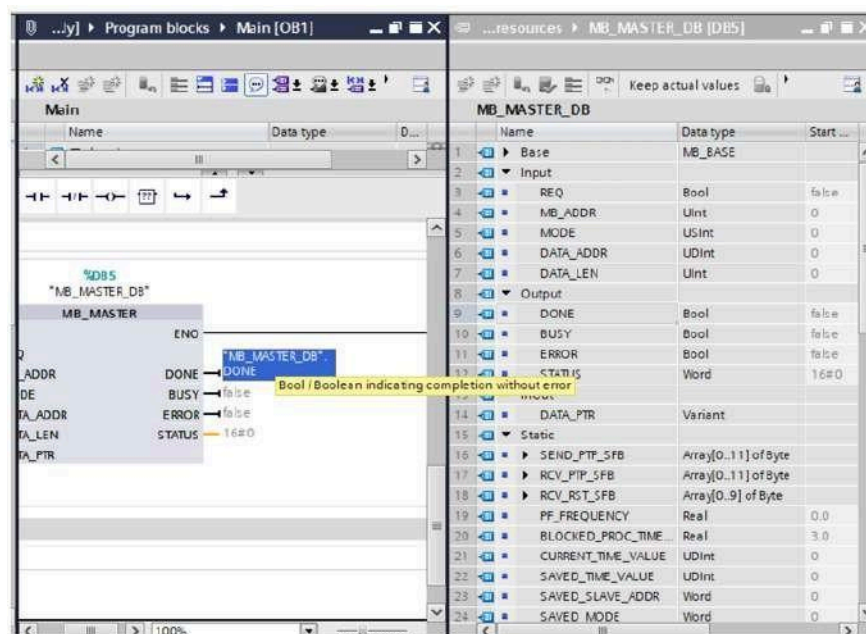 ...ly] ▸ Program blocks ▸ Main [OB1]
Main
Name Data type D...
%DB5
"MB_MASTER_DB"
MB_MASTER
ENO
Q
_ADDR DONE "MB_MASTER_DB".
DONE
DE BUSY false
TA_ADDR ERROR false
TA_LEN STATUS 16#0
TA_PTR
Bool / Boolean indicating completion without error
100%
...resources ▸ MB_MASTER_DB [DB5]
Keep actual values
MB_MASTER_DB
Name Data type Start ...
1 Base MB_BASE
2 Input
3 REQ Bool false
4 MB_ADDR UInt 0
5 MODE USInt 0
6 DATA_ADDR UDInt 0
7 DATA_LEN UInt 0
8 Output
9 DONE Bool false
10 BUSY Bool false
11 ERROR Bool false
12 STATUS Word 16#0
14 DATA_PTR Variant
15 Static
16 SEND_PTP_SFB Array[0..11] of Byte
17 RCV_PTP_SFB Array[0..11] of Byte
18 RCV_RST_SFB Array[0..9] of Byte
19 PF_FREQUENCY Real 0.0
20 BLOCKED_PROC_TIME... Real 3.0
21 CURRENT_TIME_VALUE UDInt 0
22 SAVED_TIME_VALUE UDInt 0
23 SAVED_SLAVE_ADDR Word 0
24 SAVED_MODE Word 0